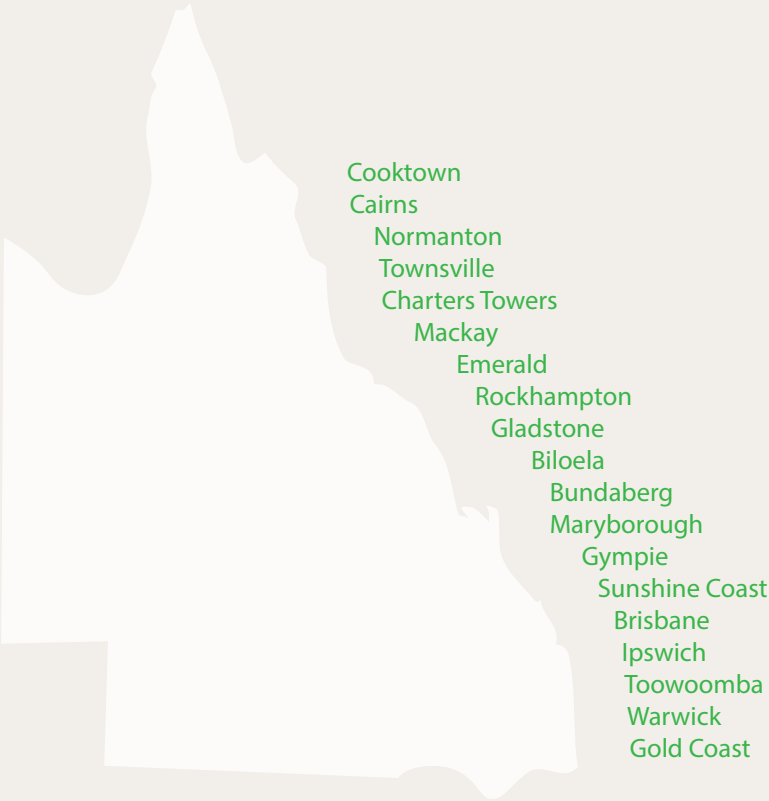 Cooktown
Cairns
Normanton
Townsville
Charters Towers
Mackay
Emerald
Rockhampton
Gladstone
Biloela
Bundaberg
Maryborough
Gympie
Sunshine Coast
Brisbane
Ipswich
Toowoomba
Warwick
Gold Coast